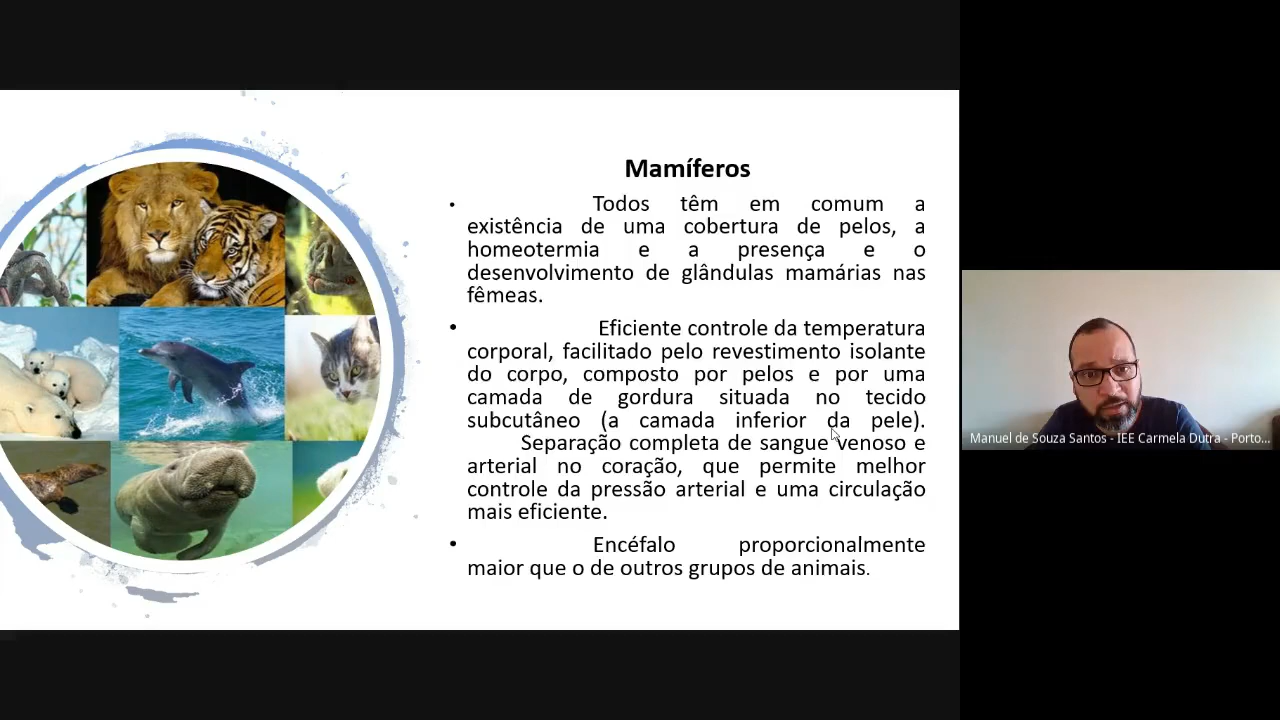 Mamíferos
• Todos têm em comum a
existência de uma cobertura de pelos, a
homeotermia e a presença e o
desenvolvimento de glândulas mamárias nas
fêmeas.
• Eficiente controle da temperatura
corporal, facilitado pelo revestimento isolante
do corpo, composto por pelos e por uma
camada de gordura situada no tecido
subcutâneo (a camada inferior da pele).
Separação completa de sangue venoso e
arterial no coração, que permite melhor
controle da pressão arterial e uma circulação
mais eficiente.
• Encéfalo proporcionalmente
maior que o de outros grupos de animais.
Manuel de Souza Santos - IEE Carmela Dutra - Porto...